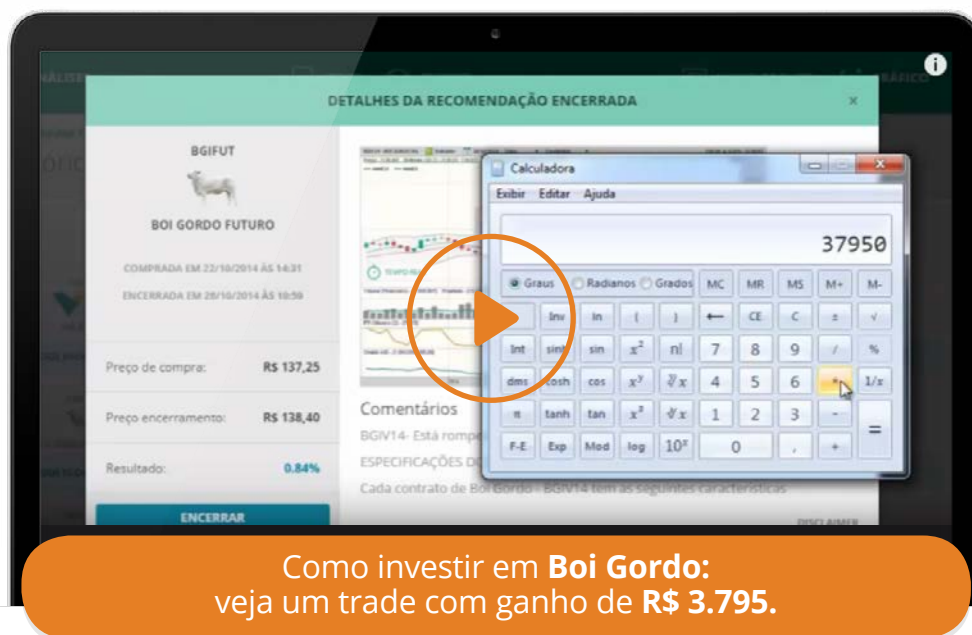 DETALHES DA RECOMENDAÇÃO ENCERRADA
×
BGIFUT
BOI GORDO FUTURO
COMPRADA EM 22/10/2014 ÀS 14:31
ENCERRADA EM 28/10/2014 ÀS 10:59
Preço de compra: R$ 137,25
Preço encerramento: R$ 138,40
Resultado: 0.84%
ENCERRAR
TEMPO
Comentários
BGIV14- Está rompe
ESPECIFICAÇÕES DO
Cada contrato de Boi Gordo - BGIV14 tem as seguintes características
DISCLAIMER
Calculadora
Exibir Editar Ajuda
37950
Graus Radianos Grados MC MR MS M+ M-
Inv ln ( ) ← CE C ± √
Int sinh sin x² n! 7 8 9 / %
dms cosh cos xʸ ʸ√x 4 5 6 * 1/x
π tanh tan x³ ³√x 1 2 3 - =
F-E Exp Mod log 10ˣ 0 , +
Como investir em Boi Gordo:
veja um trade com ganho de R$ 3.795.